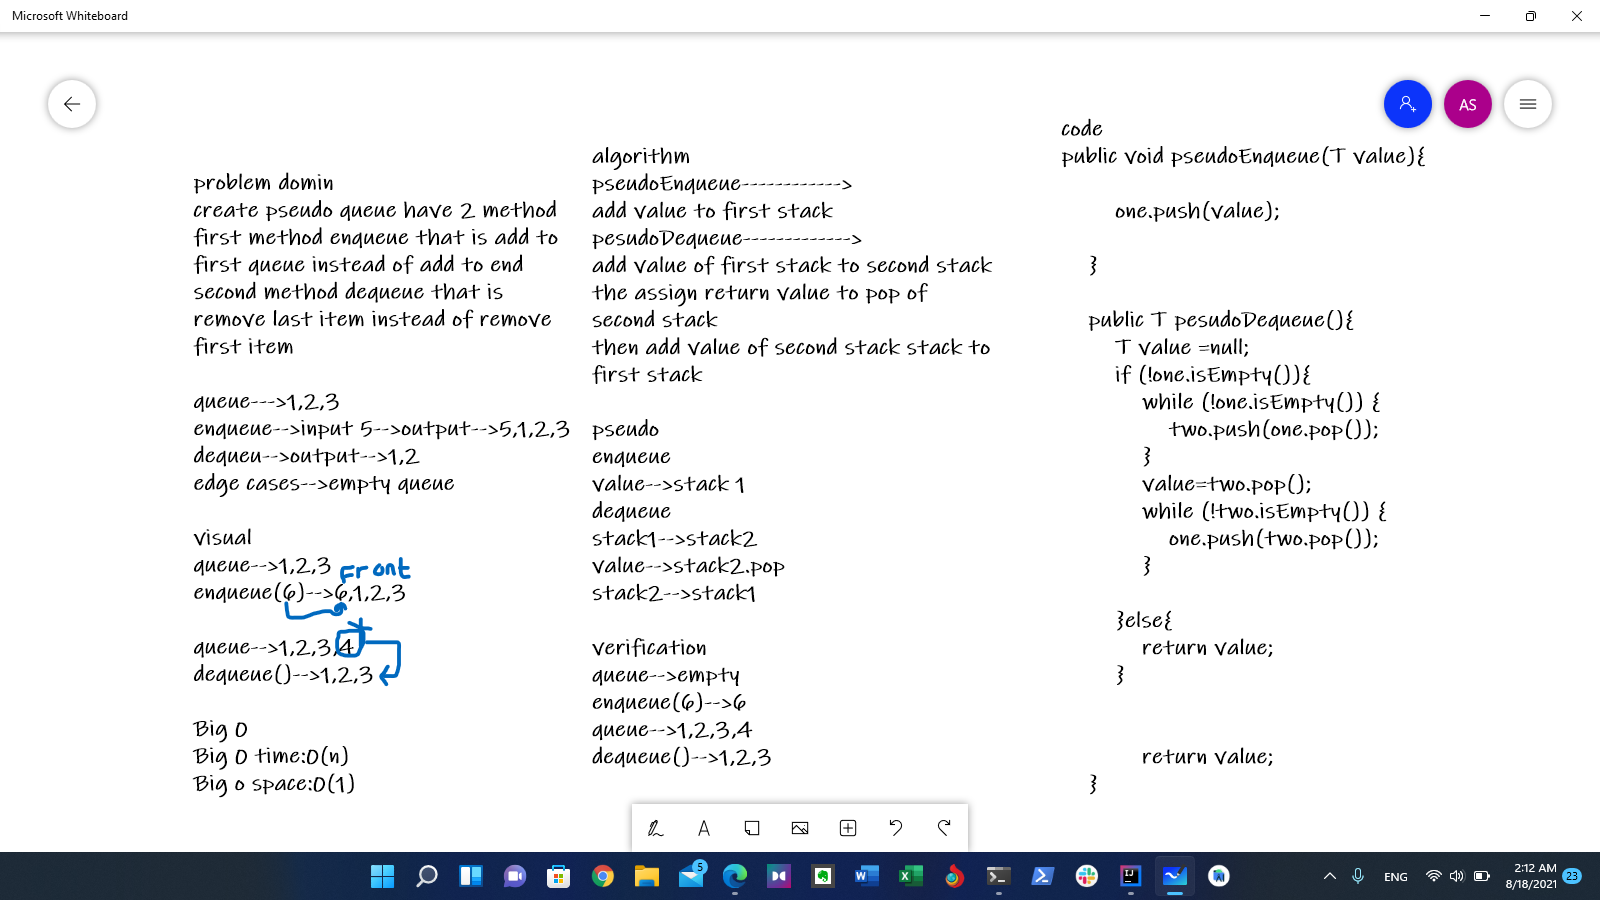 Microsoft Whiteboard
AS
problem domin
create pseudo queue have 2 method
first method enqueue that is add to
first queue instead of add to end
second method dequeue that is
remove last item instead of remove
first item
queue--->1,2,3
enqueue-->input 5-->output-->5,1,2,3
dequeu-->output-->1,2
edge cases-->empty queue
visual
queue-->1,2,3
Front
enqueue(6)-->6,1,2,3
queue-->1,2,3,4
dequeue()-->1,2,3
Big O
Big O time:O(n)
Big o space:O(1)
algorithm
pseudoEnqueue------------>
add value to first stack
pesudoDequeue------------->
add value of first stack to second stack
the assign return value to pop of
second stack
then add value of second stack stack to
first stack
pseudo
enqueue
value-->stack 1
dequeue
stack1-->stack2
value-->stack2.pop
stack2-->stack1
verification
queue-->empty
enqueue(6)-->6
queue-->1,2,3,4
dequeue()-->1,2,3
code
public void pseudoEnqueue(T value){
one.push(value);
}
public T pesudoDequeue(){
T value =null;
if (!one.isEmpty()){
while (!one.isEmpty()) {
two.push(one.pop());
}
value=two.pop();
while (!two.isEmpty()) {
one.push(two.pop());
}
}else{
return value;
}
return value;
}
5
ENG
2:12 AM
8/18/2021
23